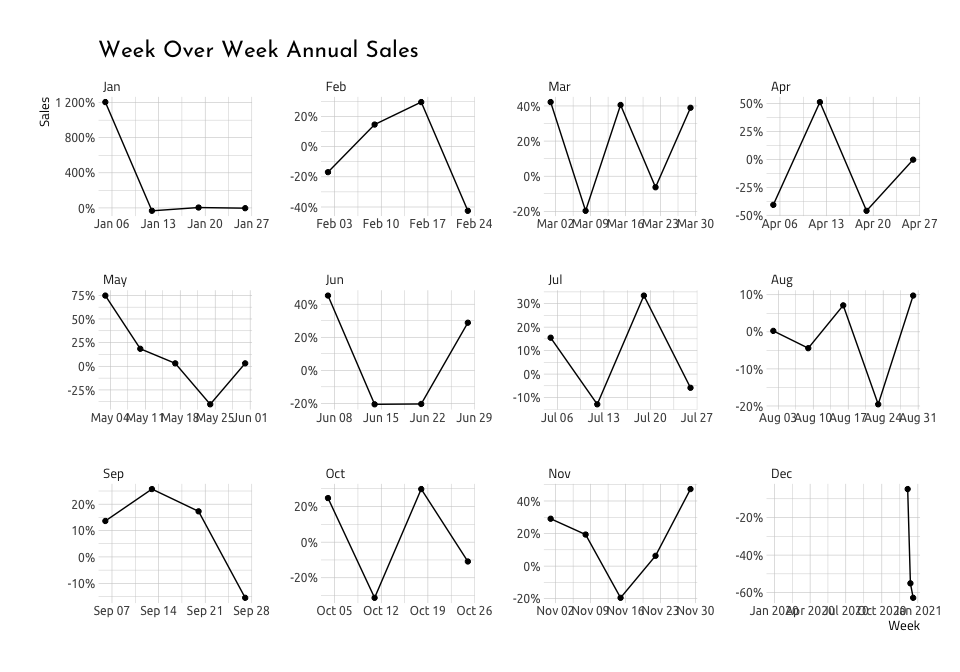 Week Over Week Annual Sales
Jan
Feb
Mar
Apr
Sales
1 200%
800%
400%
0%
20%
0%
-20%
-40%
40%
20%
0%
-20%
50%
25%
0%
-25%
-50%
Jan 06 Jan 13 Jan 20 Jan 27
Feb 03 Feb 10 Feb 17 Feb 24
Mar 02 Mar 09 Mar 16 Mar 23 Mar 30
Apr 06 Apr 13 Apr 20 Apr 27
May
Jun
Jul
Aug
75%
50%
25%
0%
-25%
40%
20%
0%
-20%
30%
20%
10%
0%
-10%
10%
0%
-10%
-20%
May 04 May 11 May 18 May 25 Jun 01
Jun 08 Jun 15 Jun 22 Jun 29
Jul 06 Jul 13 Jul 20 Jul 27
Aug 03 Aug 10 Aug 17 Aug 24 Aug 31
Sep
Oct
Nov
Dec
20%
10%
0%
-10%
20%
0%
-20%
40%
20%
0%
-20%
-20%
-40%
-60%
Sep 07 Sep 14 Sep 21 Sep 28
Oct 05 Oct 12 Oct 19 Oct 26
Nov 02 Nov 09 Nov 16 Nov 23 Nov 30
Jan 2020 Apr 2020 Jul 2020 Oct 2020 Jan 2021
Week